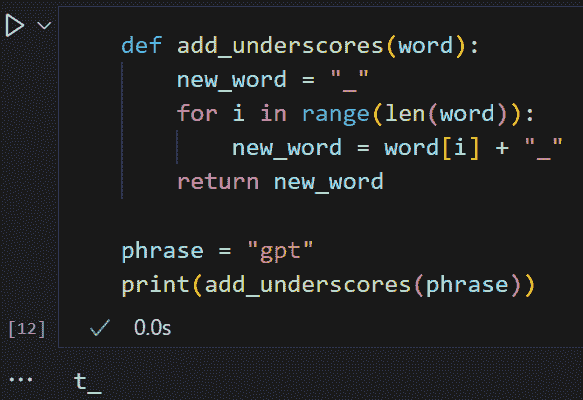 def add_underscores(word):
    new_word = "_"
    for i in range(len(word)):
        new_word = word[i] + "_"
    return new_word
phrase = "gpt"
print(add_underscores(phrase))
[12] ✓ 0.0s
... t_